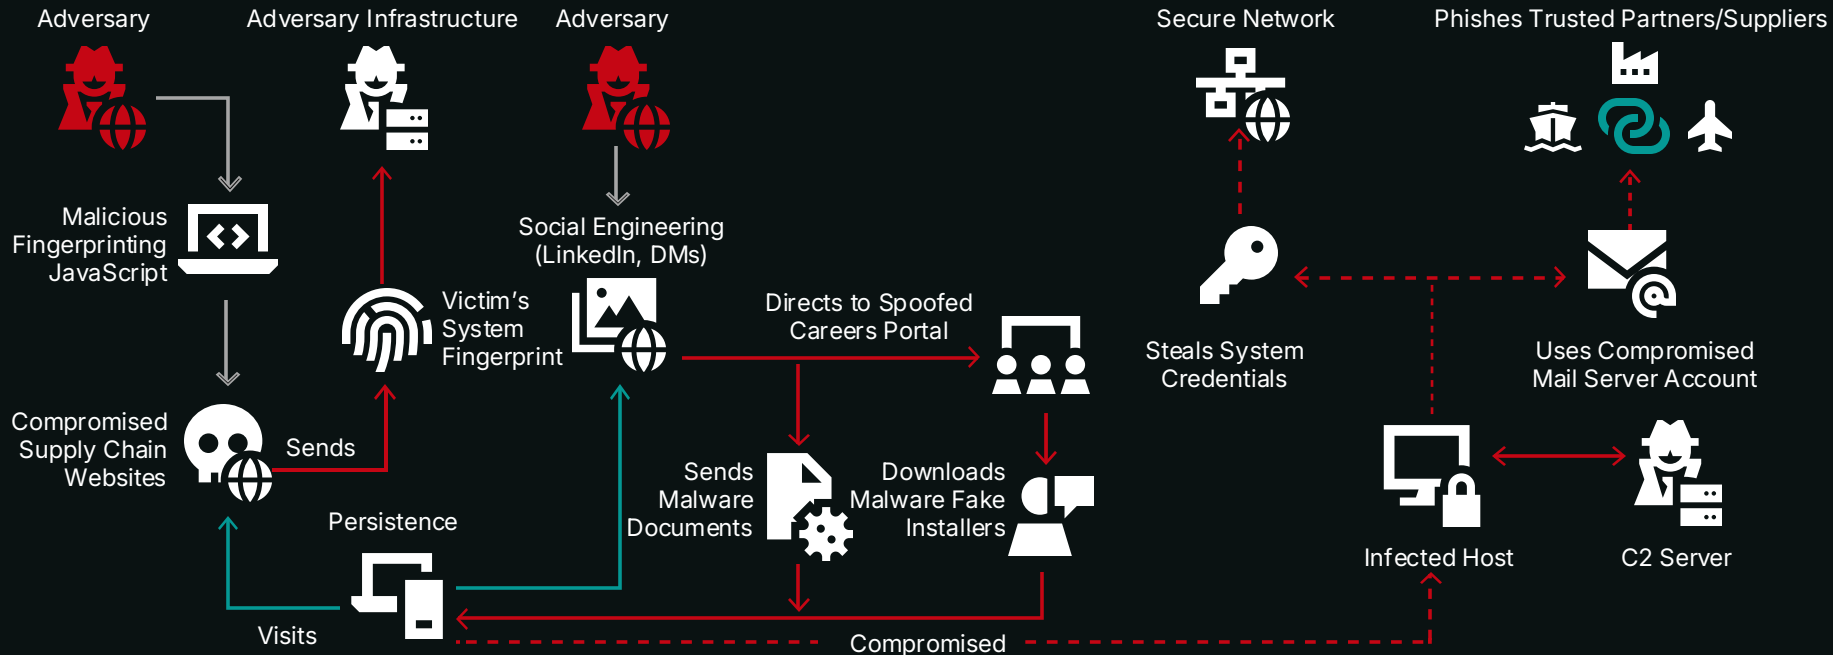 Adversary
Adversary Infrastructure
Adversary
Secure Network
Phishes Trusted Partners/Suppliers
Malicious
Fingerprinting
JavaScript
Social Engineering
(LinkedIn, DMs)
Victim's
System
Fingerprint
Directs to Spoofed
Careers Portal
Steals System
Credentials
Uses Compromised
Mail Server Account
Compromised
Supply Chain
Websites
Sends
Sends
Malware
Documents
Downloads
Malware Fake
Installers
Persistence
Infected Host
C2 Server
Visits
Compromised